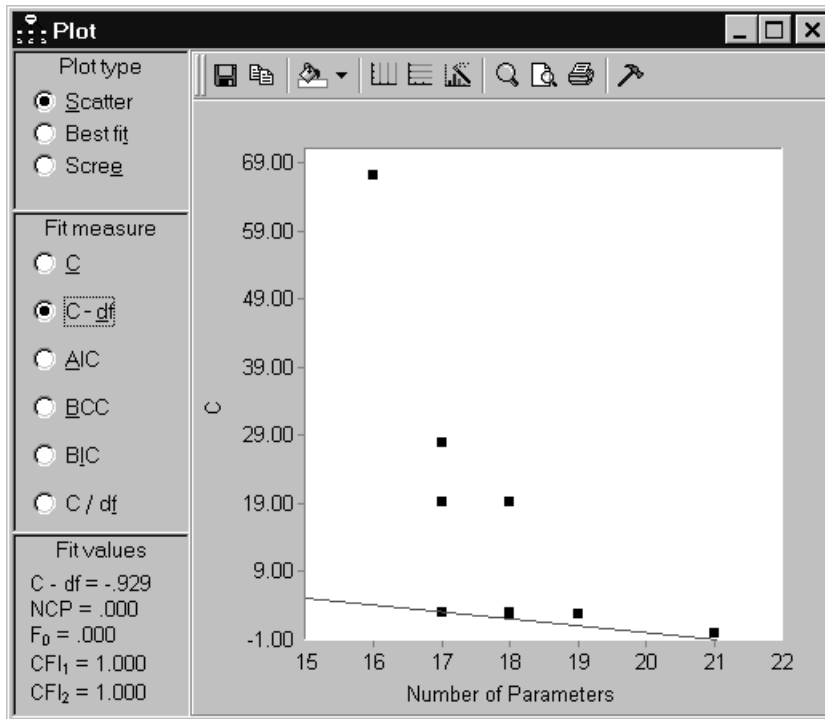 Plot
Plot type
Scatter
Best fit
Scree
Fit measure
C
C - df
AIC
BCC
BIC
C / df
Fit values
C - df = -.929
NCP = .000
F0 = .000
CFI1 = 1.000
CFI2 = 1.000
69.00
59.00
49.00
39.00
29.00
19.00
9.00
-1.00
C
15 16 17 18 19 20 21 22
Number of Parameters